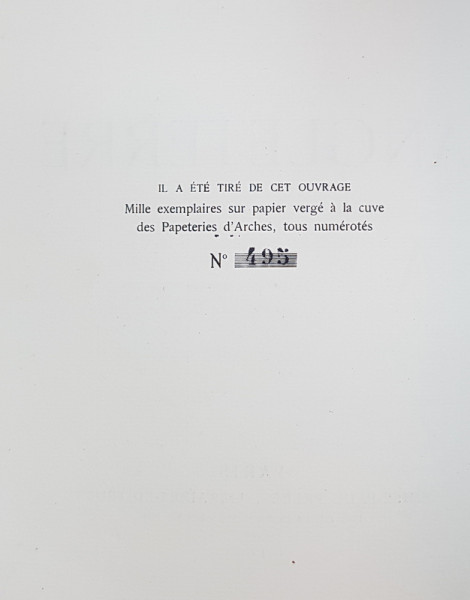 IL A ÉTÉ TIRÉ DE CET OUVRAGE
Mille exemplaires sur papier vergé à la cuve
des Papeteries d'Arches, tous numérotés
N° 495